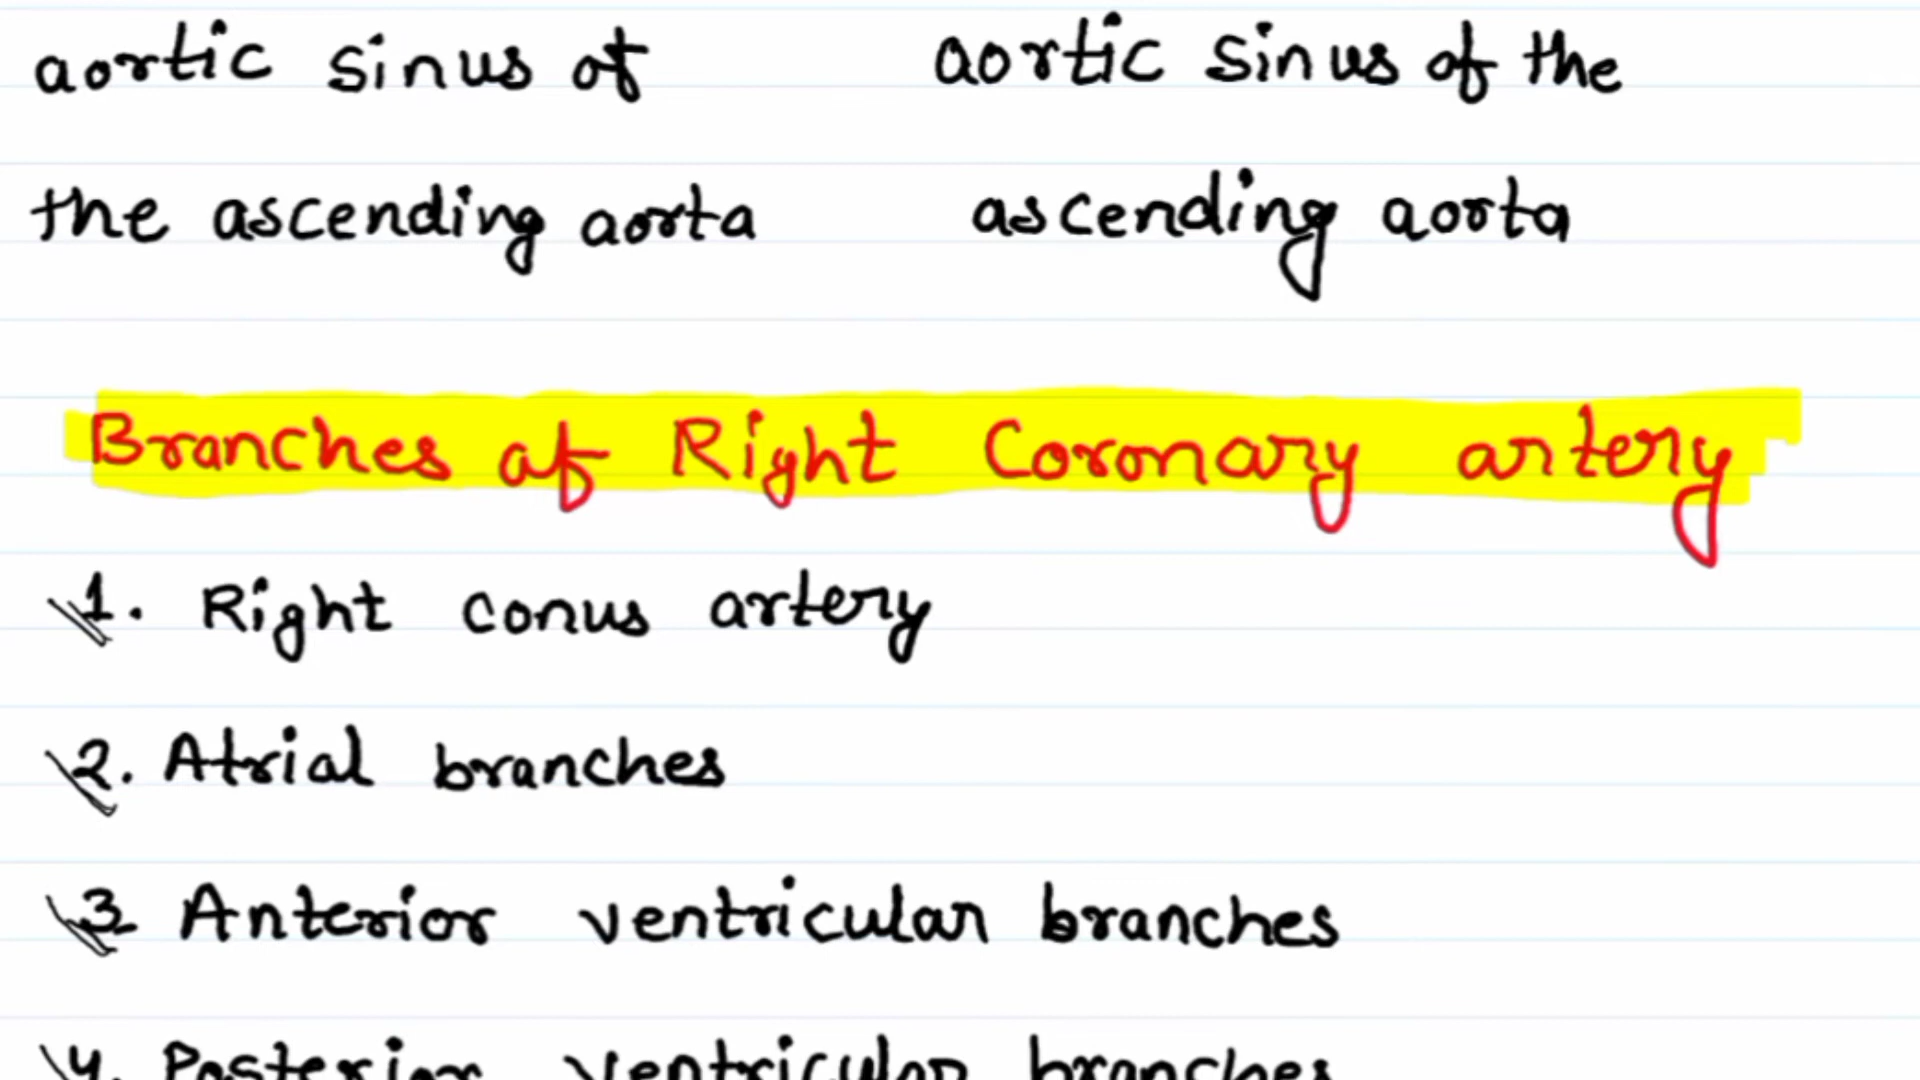 aortic sinus of
the ascending aorta
aortic sinus of the
ascending aorta
Branches of Right Coronary artery
1. Right conus artery
2. Atrial branches
3. Anterior ventricular branches
4. Posterior ventricular branches